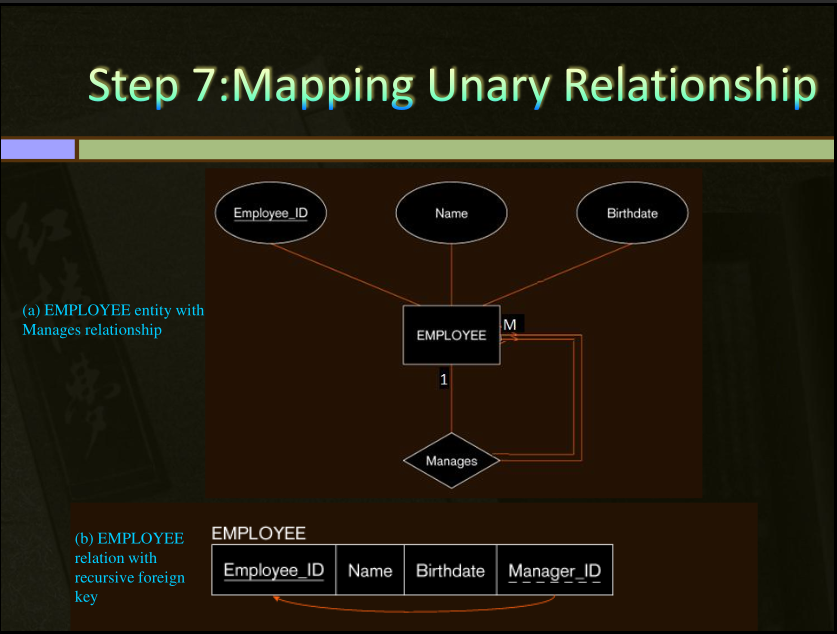 Step 7:Mapping Unary Relationship
Employee_ID
Name
Birthdate
(a) EMPLOYEE entity with
Manages relationship
EMPLOYEE
M
1
Manages
(b) EMPLOYEE
relation with
recursive foreign
key
EMPLOYEE
Employee_ID Name Birthdate Manager_ID